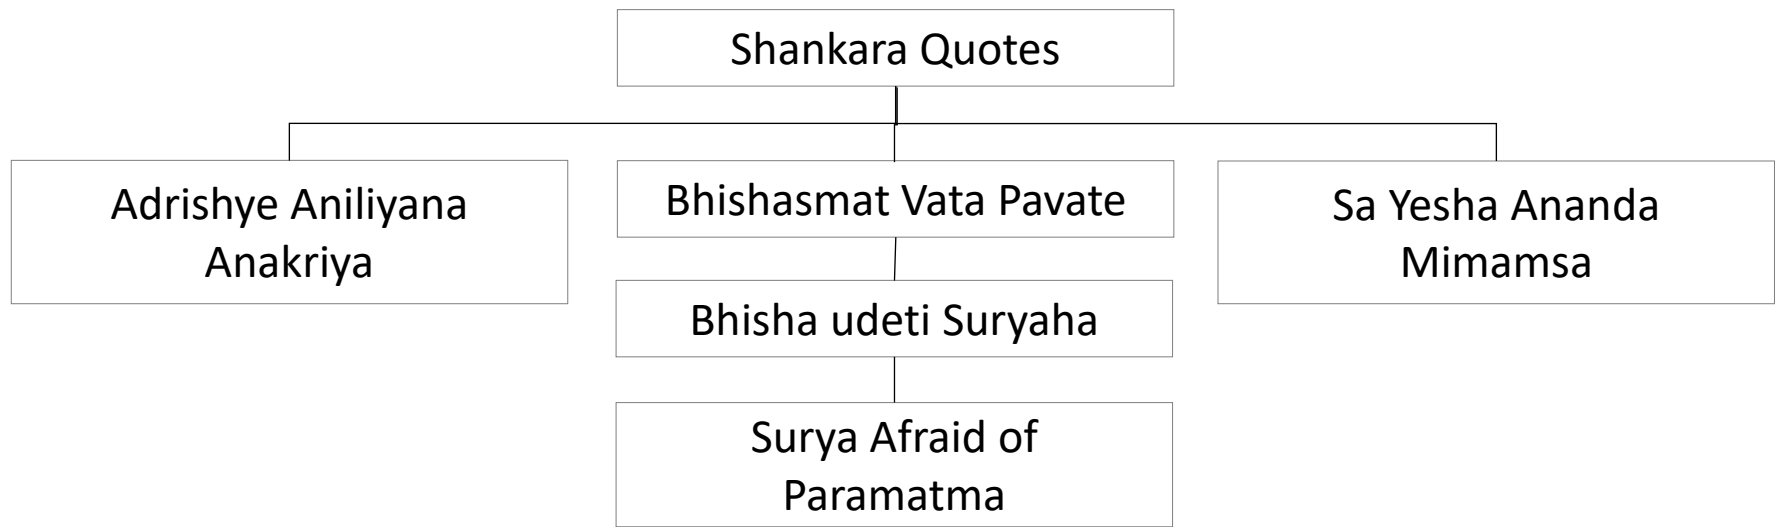 Shankara Quotes
Adrishye Aniliyana
Anakriya
Bhishasmat Vata Pavate
Sa Yesha Ananda
Mimamsa
Bhisha udeti Suryaha
Surya Afraid of
Paramatma